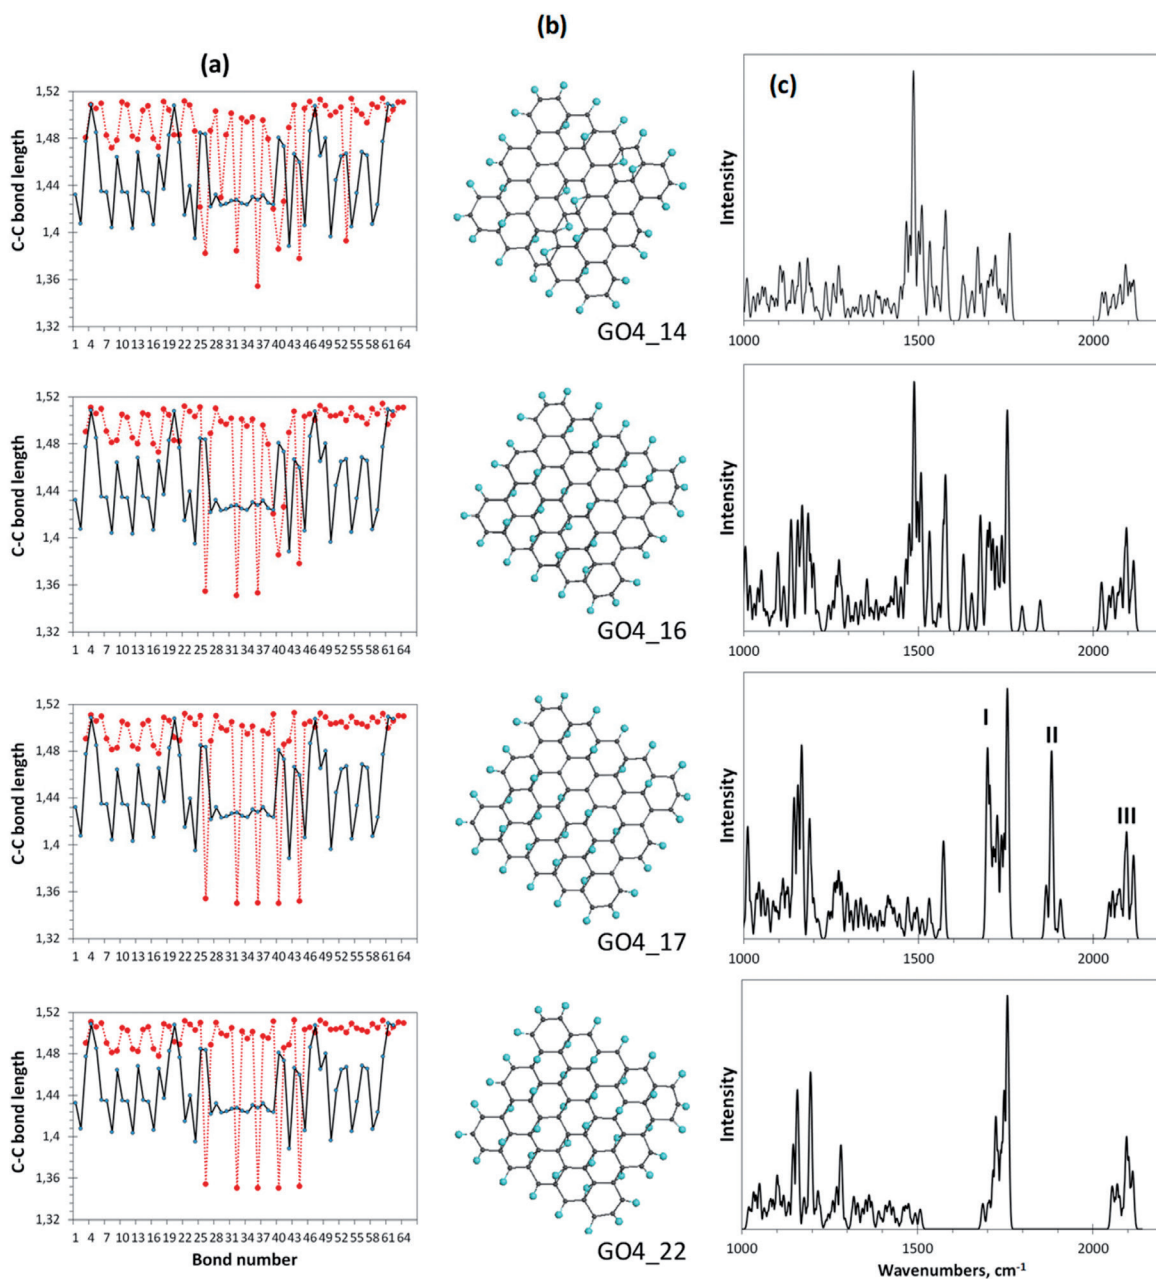 (a)
(b)
(c)
C-C bond length
1,52
1,48
1,44
1,4
1,36
1,32
1 4 7 10 13 16 19 22 25 28 31 34 37 40 43 46 49 52 55 58 61 64
GO4_14
Intensity
1000 1500 2000
C-C bond length
1,52
1,48
1,44
1,4
1,36
1,32
1 4 7 10 13 16 19 22 25 28 31 34 37 40 43 46 49 52 55 58 61 64
GO4_16
Intensity
1000 1500 2000
C-C bond length
1,52
1,48
1,44
1,4
1,36
1,32
1 4 7 10 13 16 19 22 25 28 31 34 37 40 43 46 49 52 55 58 61 64
GO4_17
Intensity
I
II
III
1000 1500 2000
C-C bond length
1,52
1,48
1,44
1,4
1,36
1,32
1 4 7 10 13 16 19 22 25 28 31 34 37 40 43 46 49 52 55 58 61 64
Bond number
GO4_22
Intensity
1000 1500 2000
Wavenumbers, cm⁻¹